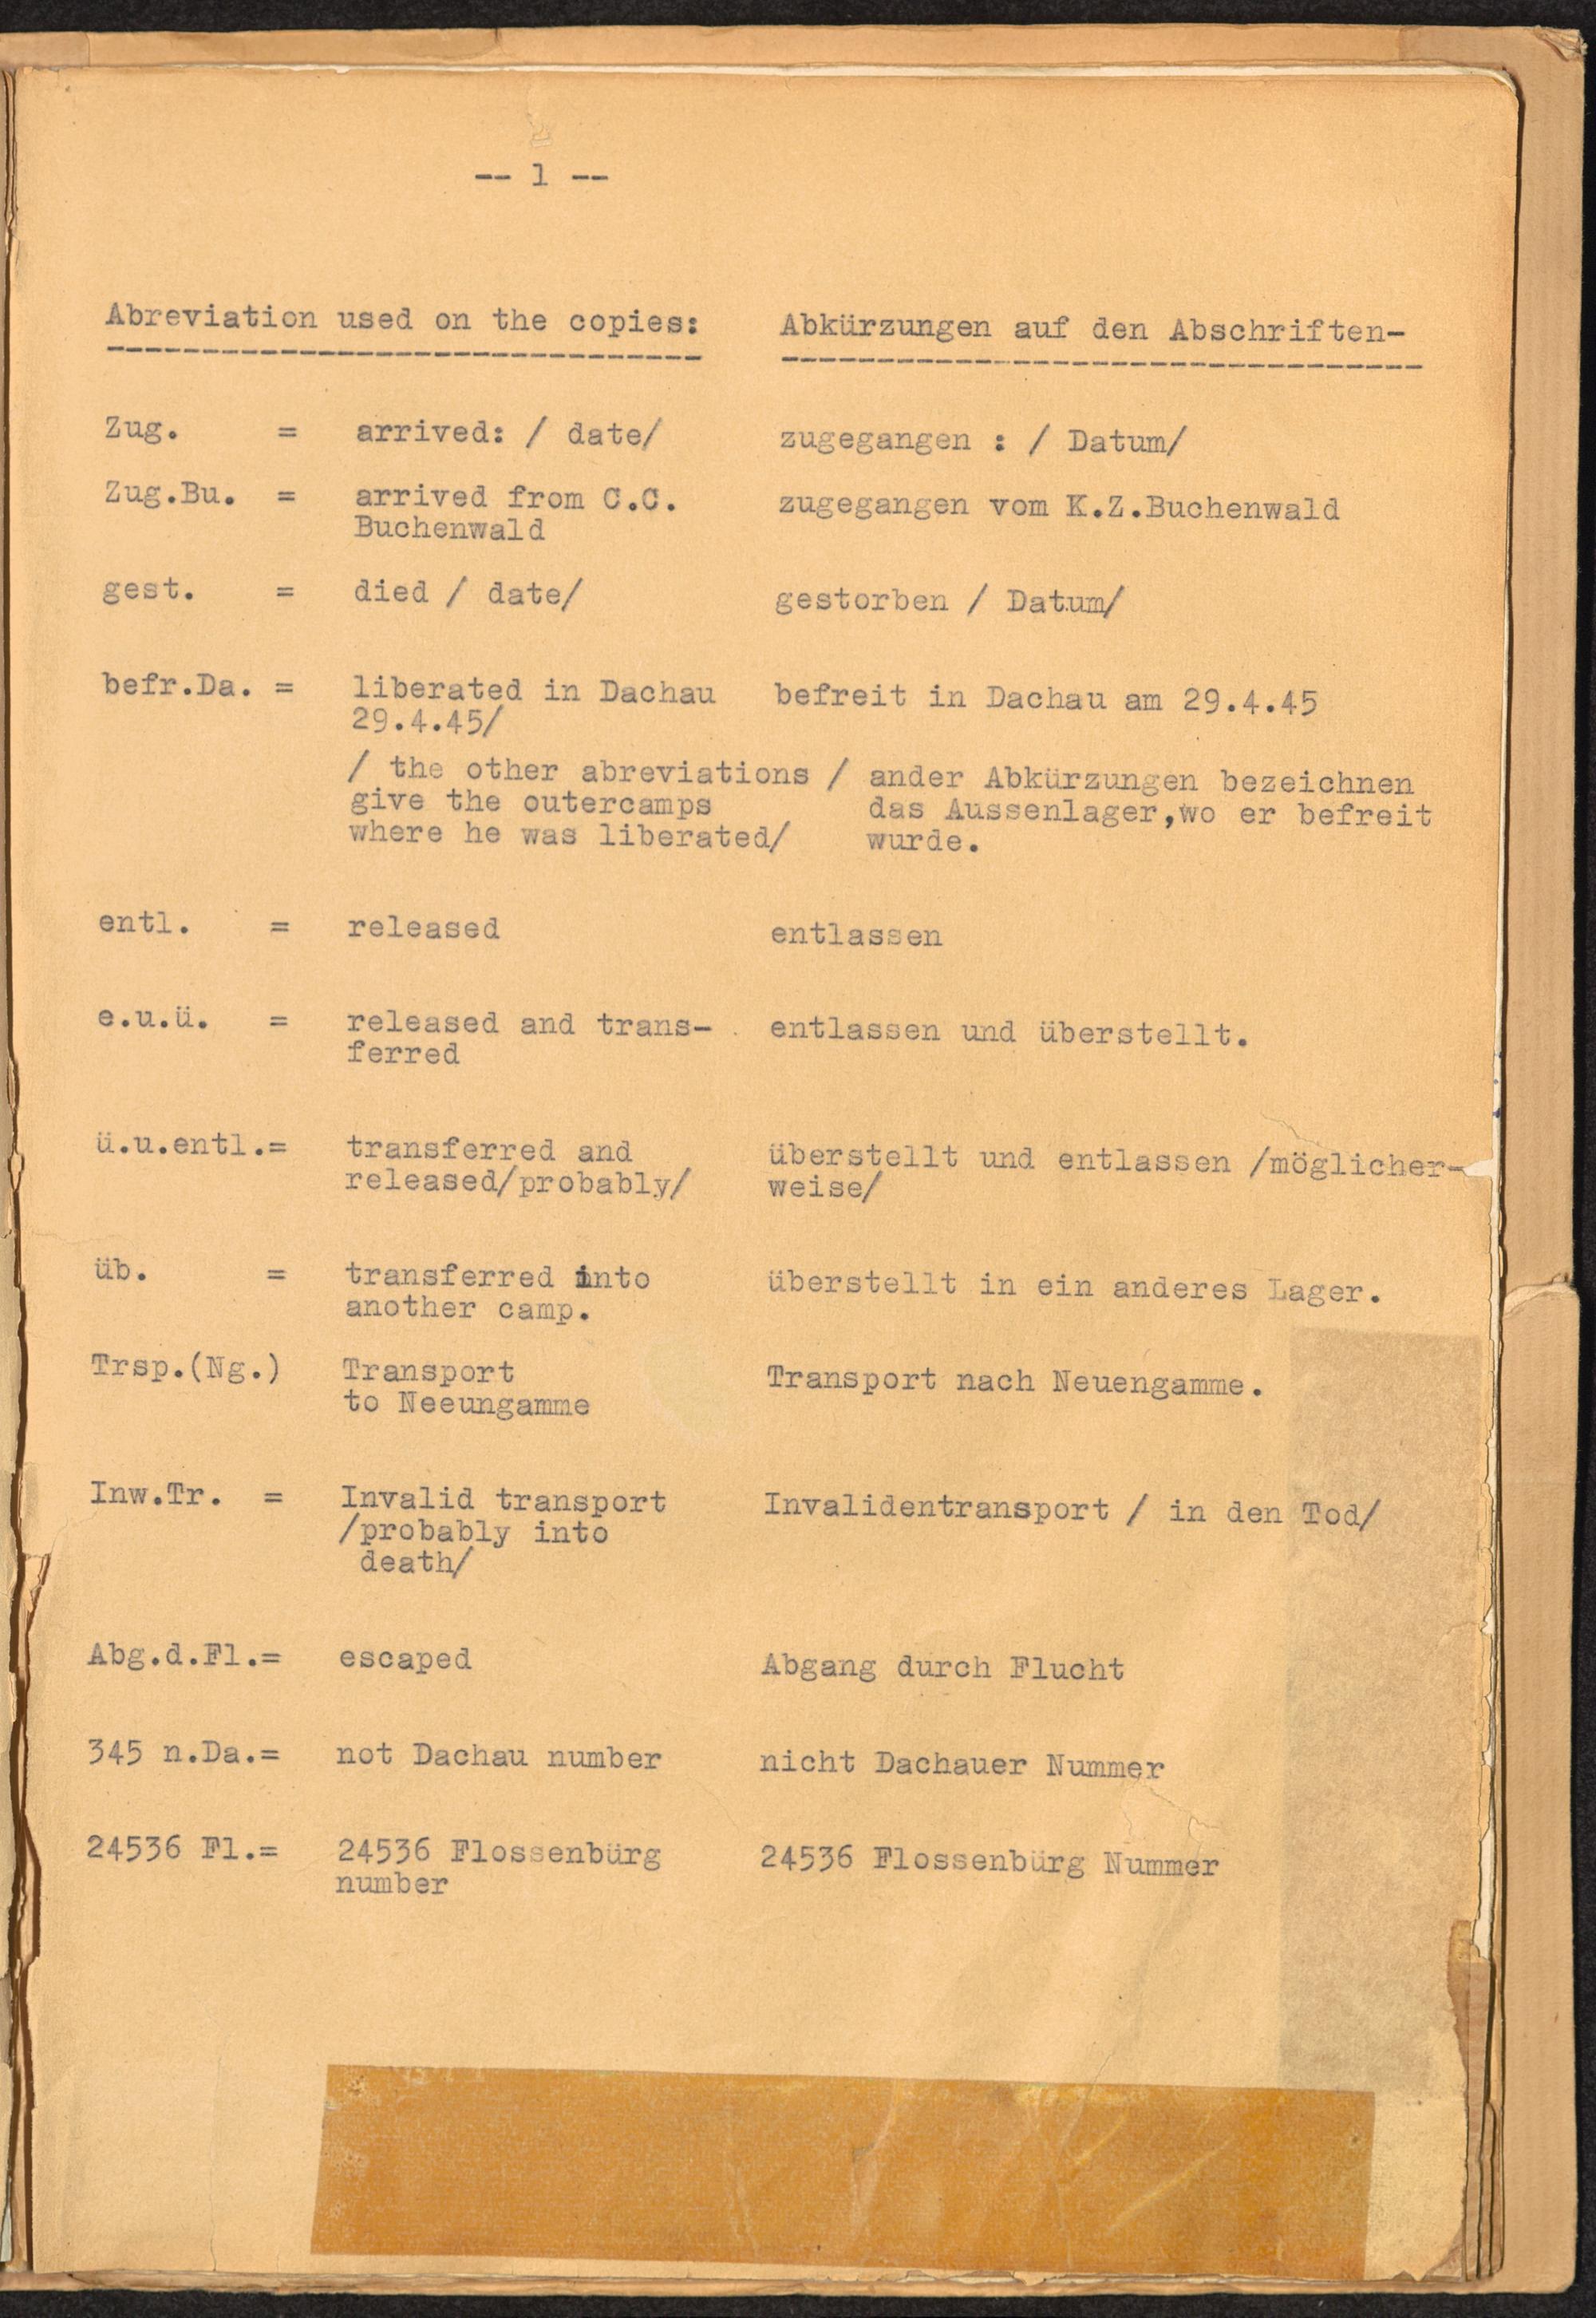 -- 1 --
Abreviation used on the copies: Abkürzungen auf den Abschriften-
Zug. = arrived: / date/ zugegangen : / Datum/
Zug.Bu. = arrived from C.C. zugegangen vom K.Z.Buchenwald
Buchenwald
gest. = died / date/ gestorben / Datum/
befr.Da. = liberated in Dachau befreit in Dachau am 29.4.45
29.4.45/
/ the other abreviations / ander Abkürzungen bezeichnen
give the outercamps das Aussenlager,wo er befreit
where he was liberated/ wurde.
entl. = released entlassen
e.u.ü. = released and trans- entlassen und überstellt.
ferred
ü.u.entl.= transferred and überstellt und entlassen /möglicher-
released/probably/ weise/
üb. = transferred into überstellt in ein anderes Lager.
another camp.
Trsp.(Ng.) Transport Transport nach Neuengamme.
to Neeungamme
Inw.Tr. = Invalid transport Invalidentransport / in den Tod/
/probably into
death/
Abg.d.Fl.= escaped Abgang durch Flucht
345 n.Da.= not Dachau number nicht Dachauer Nummer
24536 Fl.= 24536 Flossenbürg 24536 Flossenbürg Nummer
number